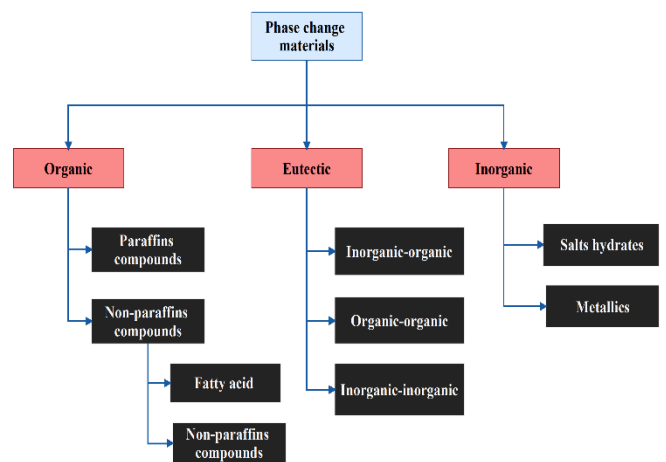 Phase change
materials
Organic
Eutectic
Inorganic
Paraffins
compounds
Non-paraffins
compounds
Fatty acid
Non-paraffins
compounds
Inorganic-organic
Organic-organic
Inorganic-inorganic
Salts hydrates
Metallics